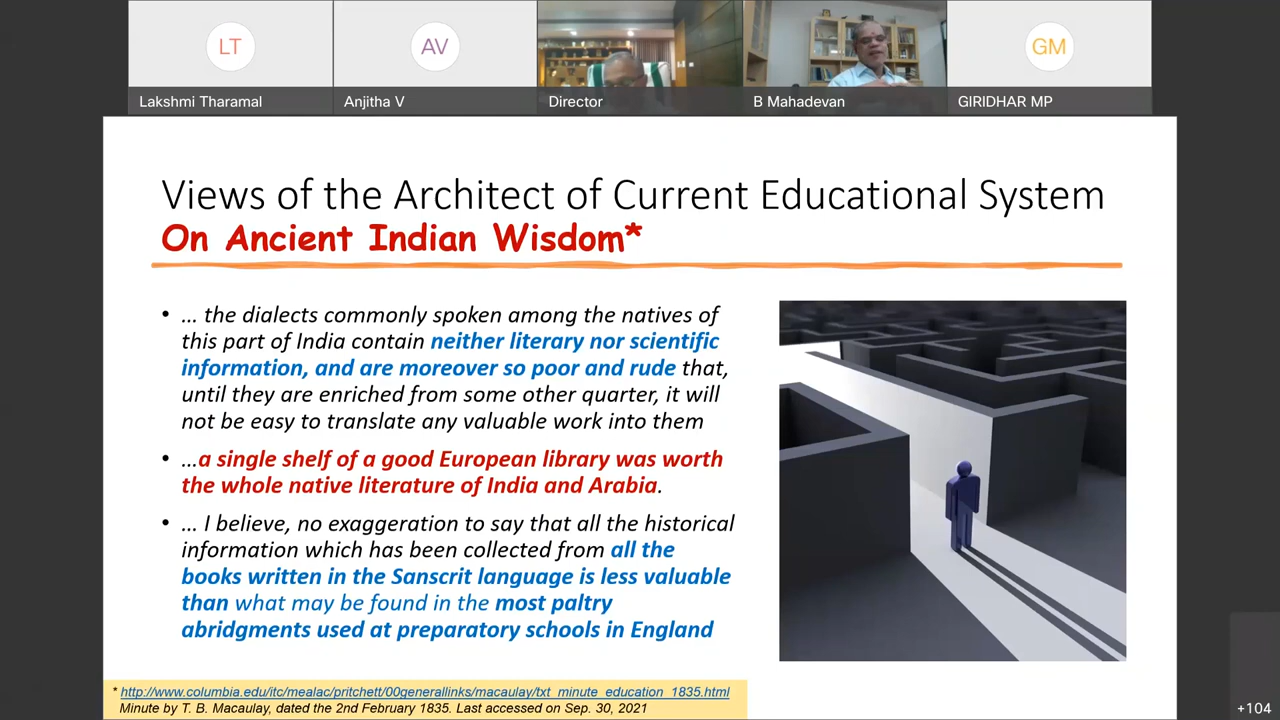 LT
AV
GM
Lakshmi Tharamal
Anjitha V
Director
B Mahadevan
GIRIDHAR MP
Views of the Architect of Current Educational System
On Ancient Indian Wisdom*
• … the dialects commonly spoken among the natives of
this part of India contain neither literary nor scientific
information, and are moreover so poor and rude that,
until they are enriched from some other quarter, it will
not be easy to translate any valuable work into them
• …a single shelf of a good European library was worth
the whole native literature of India and Arabia.
• … I believe, no exaggeration to say that all the historical
information which has been collected from all the
books written in the Sanscrit language is less valuable
than what may be found in the most paltry
abridgments used at preparatory schools in England
* http://www.columbia.edu/itc/mealac/pritchett/00generallinks/macaulay/txt_minute_education_1835.html
Minute by T. B. Macaulay, dated the 2nd February 1835. Last accessed on Sep. 30, 2021
+104